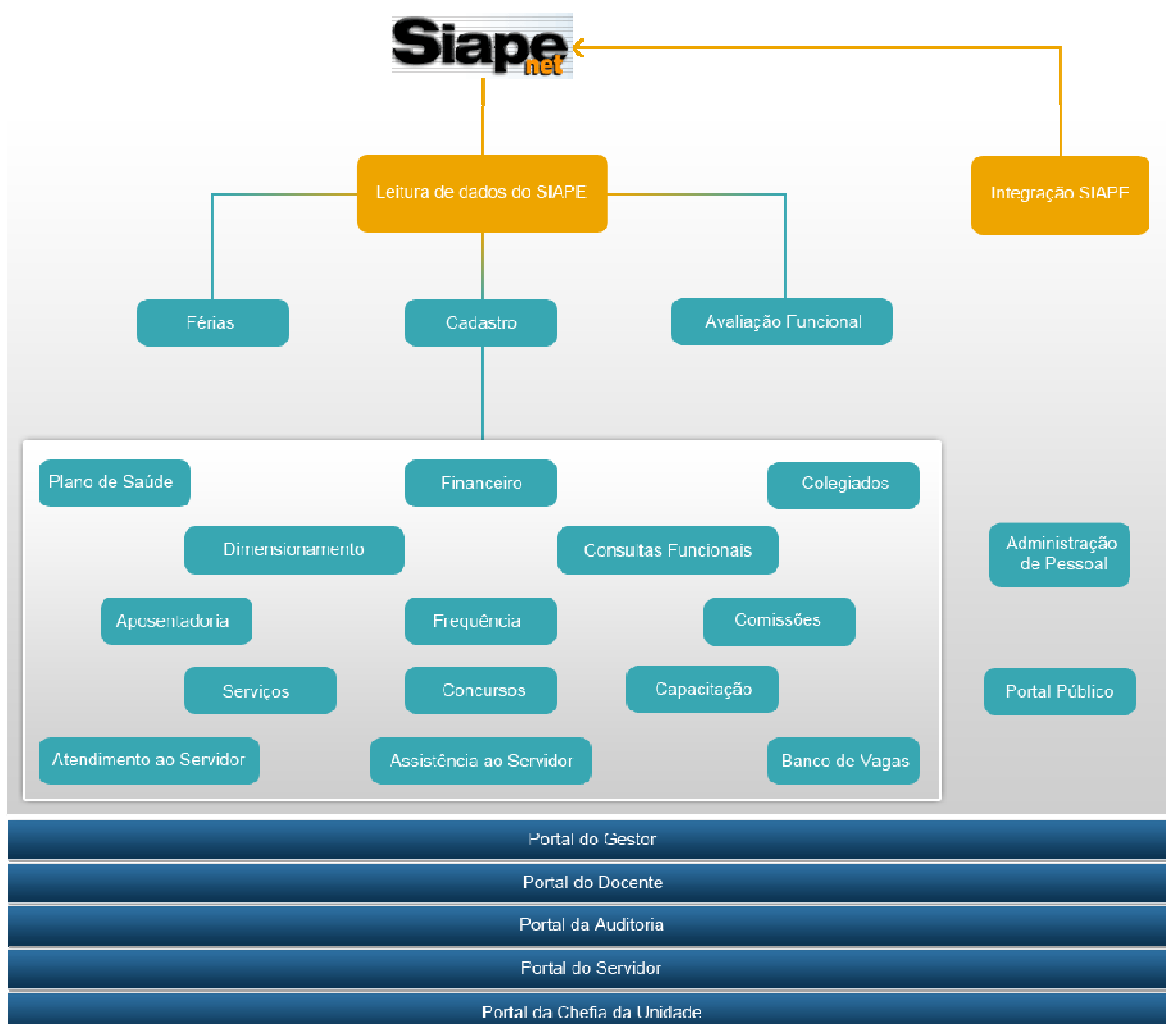 Siape
net
Leitura de dados do SIAPE
Integração SIAPE
Férias
Cadastro
Avaliação Funcional
Plano de Saúde
Financeiro
Colegiados
Dimensionamento
Consultas Funcionais
Administração
de Pessoal
Aposentadoria
Frequência
Comissões
Serviços
Concursos
Capacitação
Portal Público
Atendimento ao Servidor
Assistência ao Servidor
Banco de Vagas
Portal do Gestor
Portal do Docente
Portal da Auditoria
Portal do Servidor
Portal da Chefia da Unidade